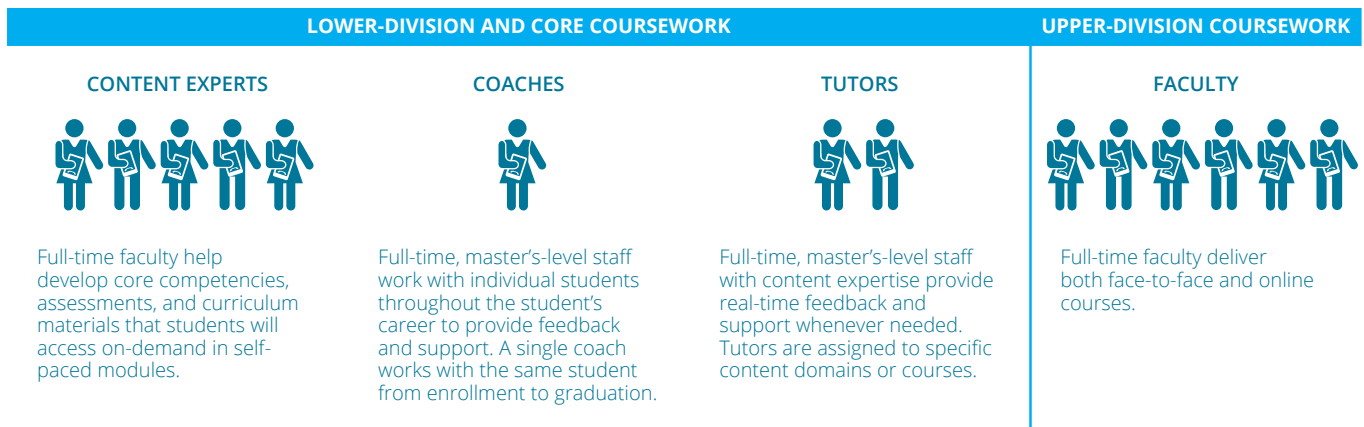 LOWER-DIVISION AND CORE COURSEWORK
UPPER-DIVISION COURSEWORK
CONTENT EXPERTS
Full-time faculty help
develop core competencies,
assessments, and curriculum
materials that students will
access on-demand in self-
paced modules.
COACHES
Full-time, master’s-level staff
work with individual students
throughout the student’s
career to provide feedback
and support. A single coach
works with the same student
from enrollment to graduation.
TUTORS
Full-time, master’s-level staff
with content expertise provide
real-time feedback and
support whenever needed.
Tutors are assigned to specific
content domains or courses.
FACULTY
Full-time faculty deliver
both face-to-face and online
courses.